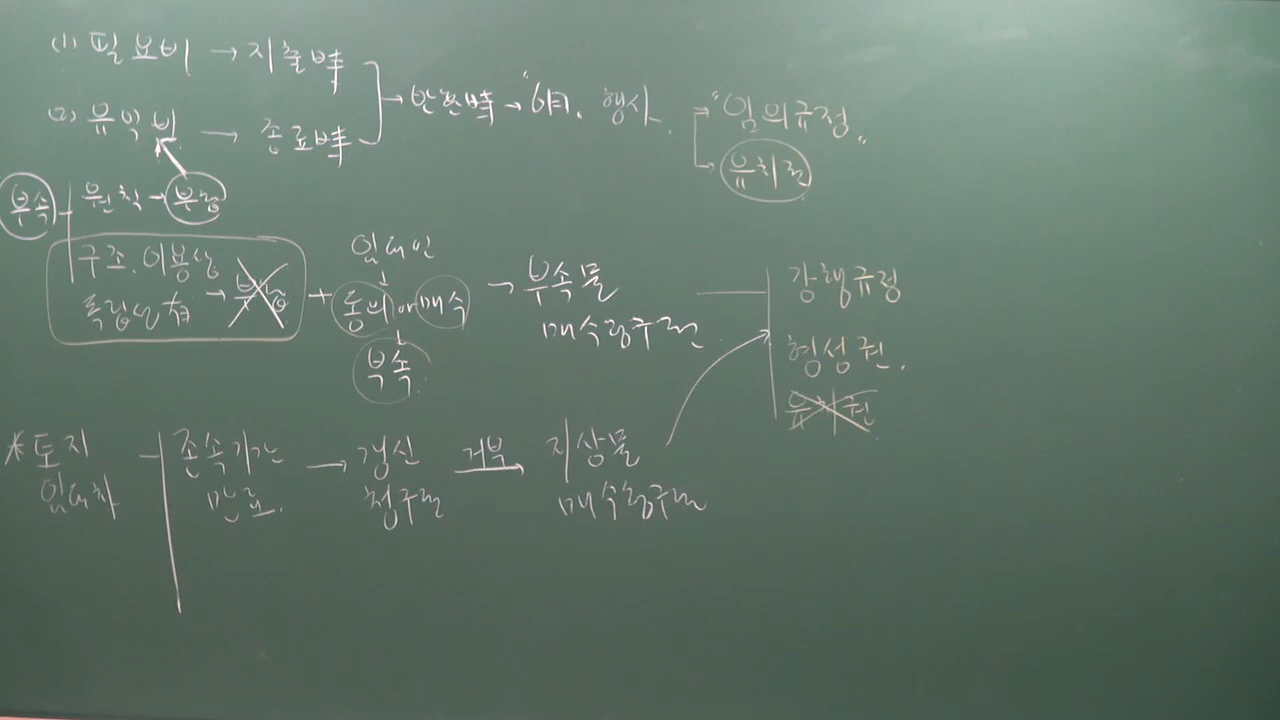 (1) 필요비 → 지출때
(2) 유익비 → 종료때
→ 반환때 → "6月. 행사.
→ "임의규정"
→ 유치권
부속
원칙 → 부합
구조.이용상
독립성有 → 부합
+
임대인
↓
동의 or 매수
↓
부속
→ 부속물
매수청구권
강행규정
형성권.
유치권
*토지
임대차
존속기간
만료.
→ 갱신
청구권
거부
→ 지상물
매수청구권